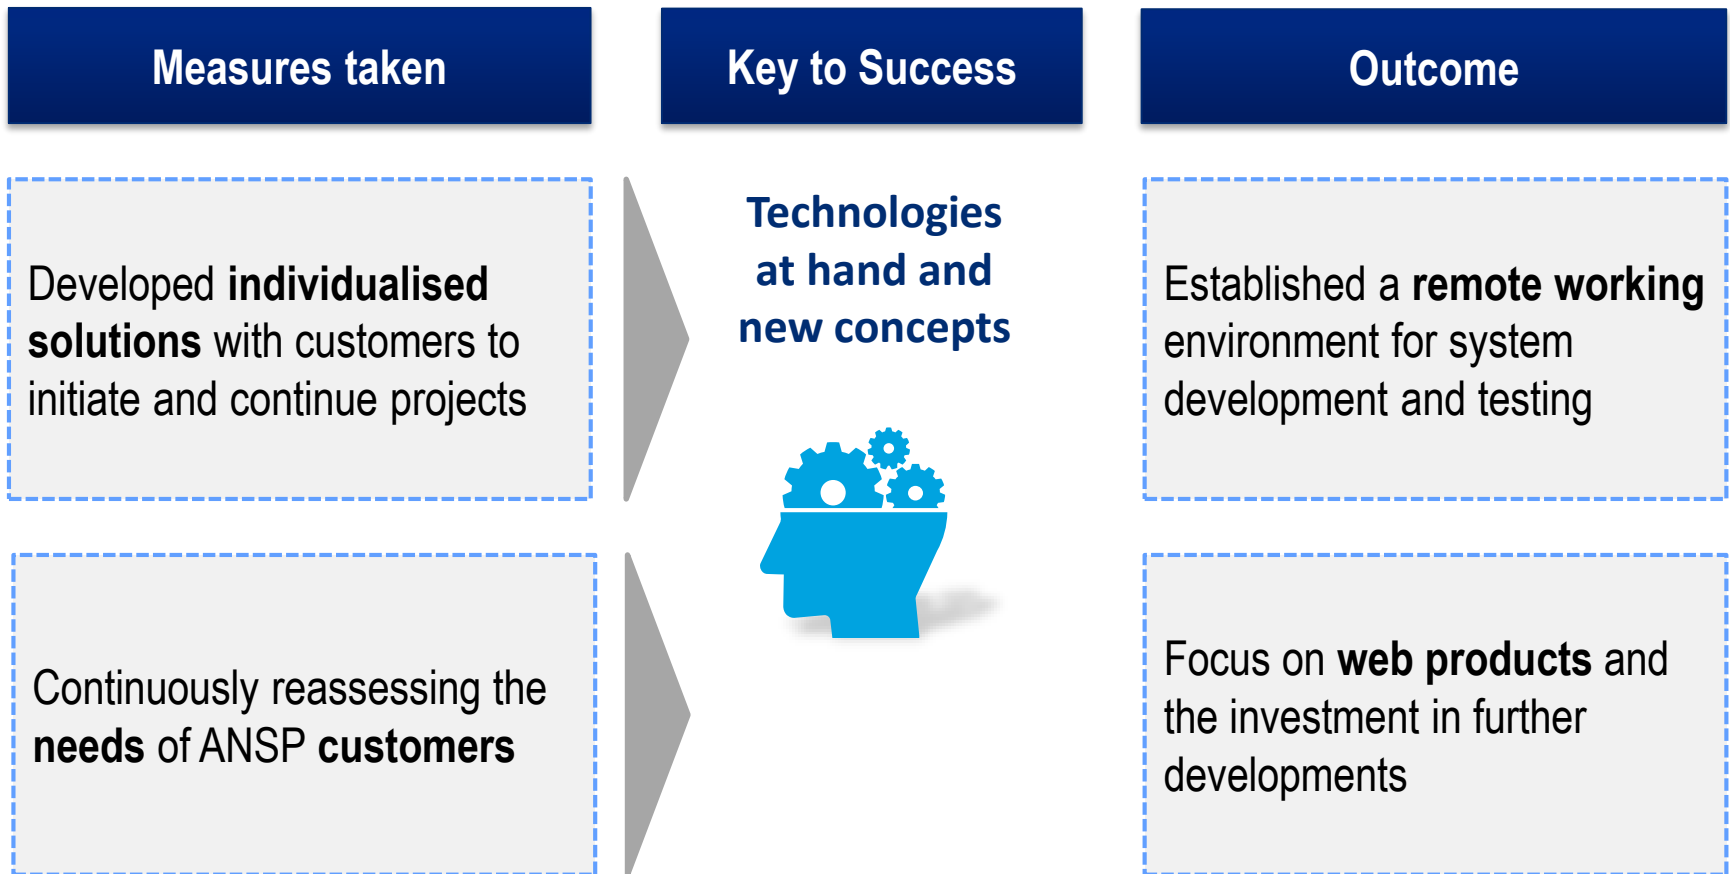 Measures taken
Key to Success
Outcome
Developed individualised
solutions with customers to
initiate and continue projects
Technologies
at hand and
new concepts
Established a remote working
environment for system
development and testing
Continuously reassessing the
needs of ANSP customers
Focus on web products and
the investment in further
developments